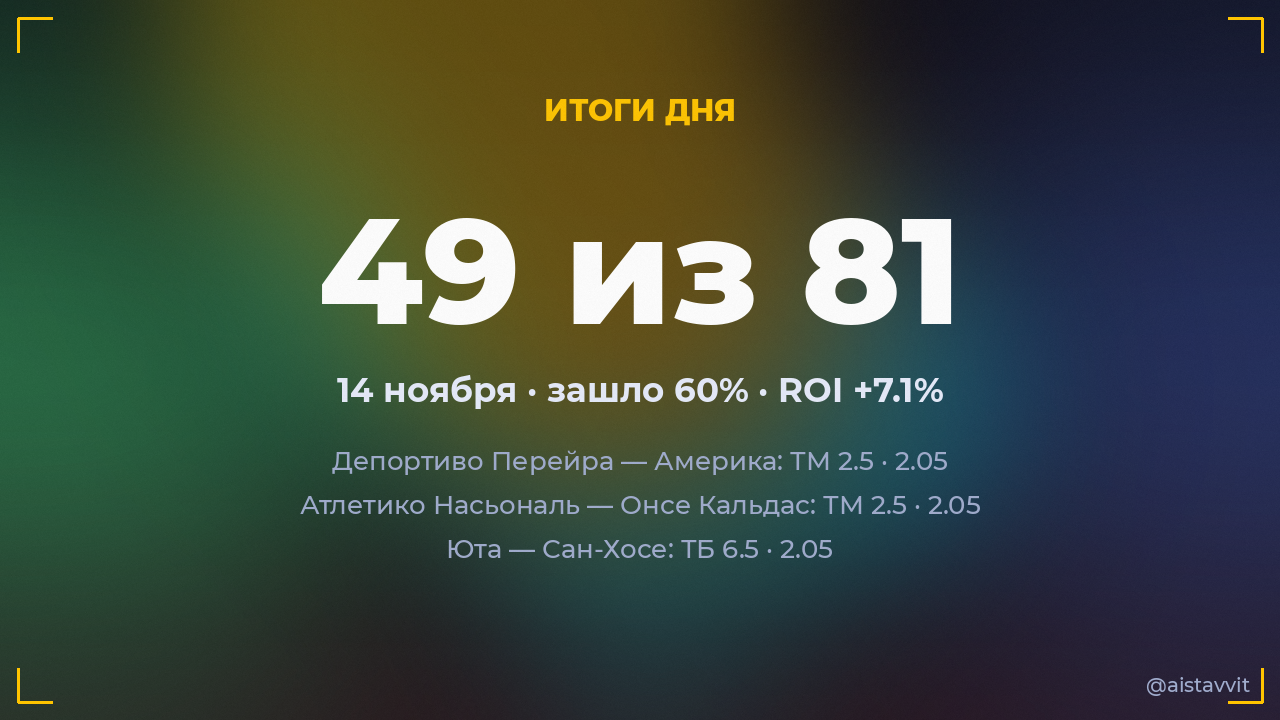 ИТОГИ ДНЯ
49 из 81
14 ноября · зашло 60% · ROI +7.1%
Депортиво Перейра — Америка: ТМ 2.5 · 2.05
Атлетико Насьональ — Онсе Кальдас: ТМ 2.5 · 2.05
Юта — Сан-Хосе: ТБ 6.5 · 2.05
@aistavvit